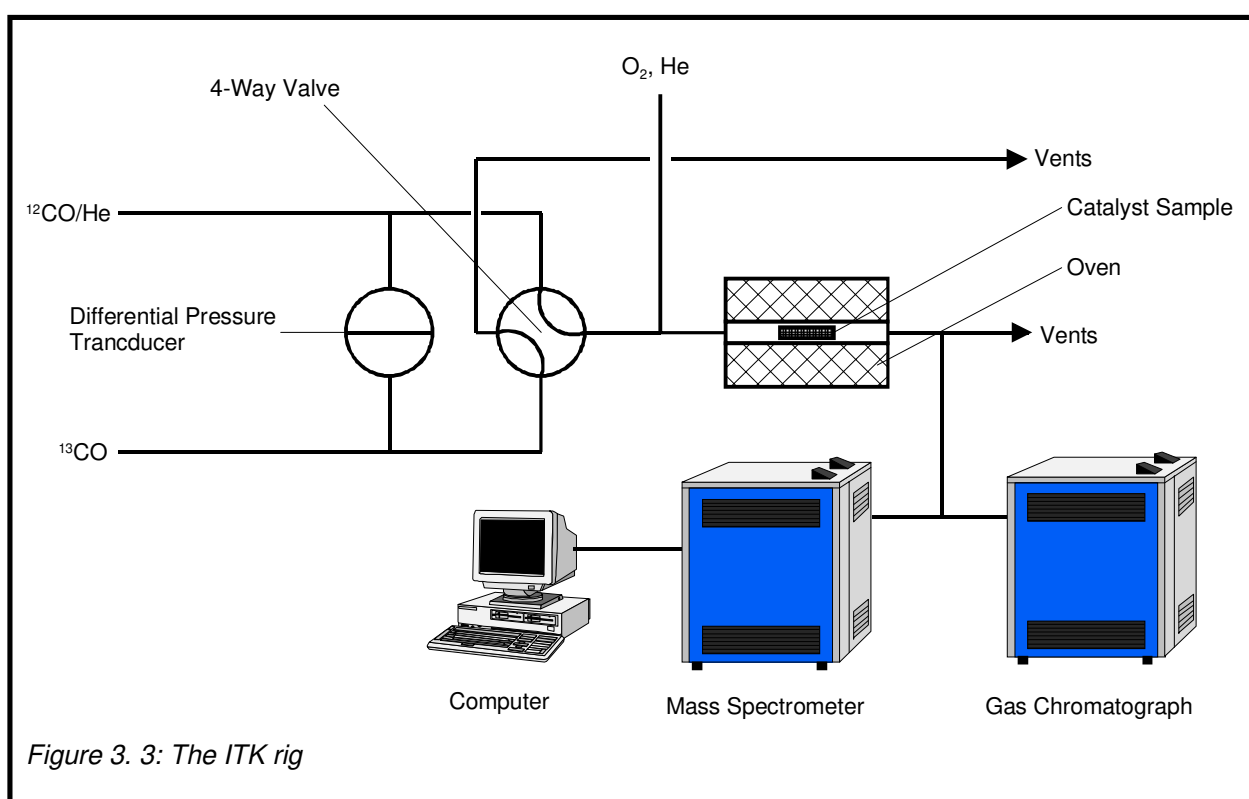 O₂, He
4-Way Valve
Vents
¹²CO/He
Catalyst Sample
Oven
Differential Pressure
Trancducer
Vents
¹³CO
Computer
Mass Spectrometer
Gas Chromatograph
Figure 3. 3: The ITK rig